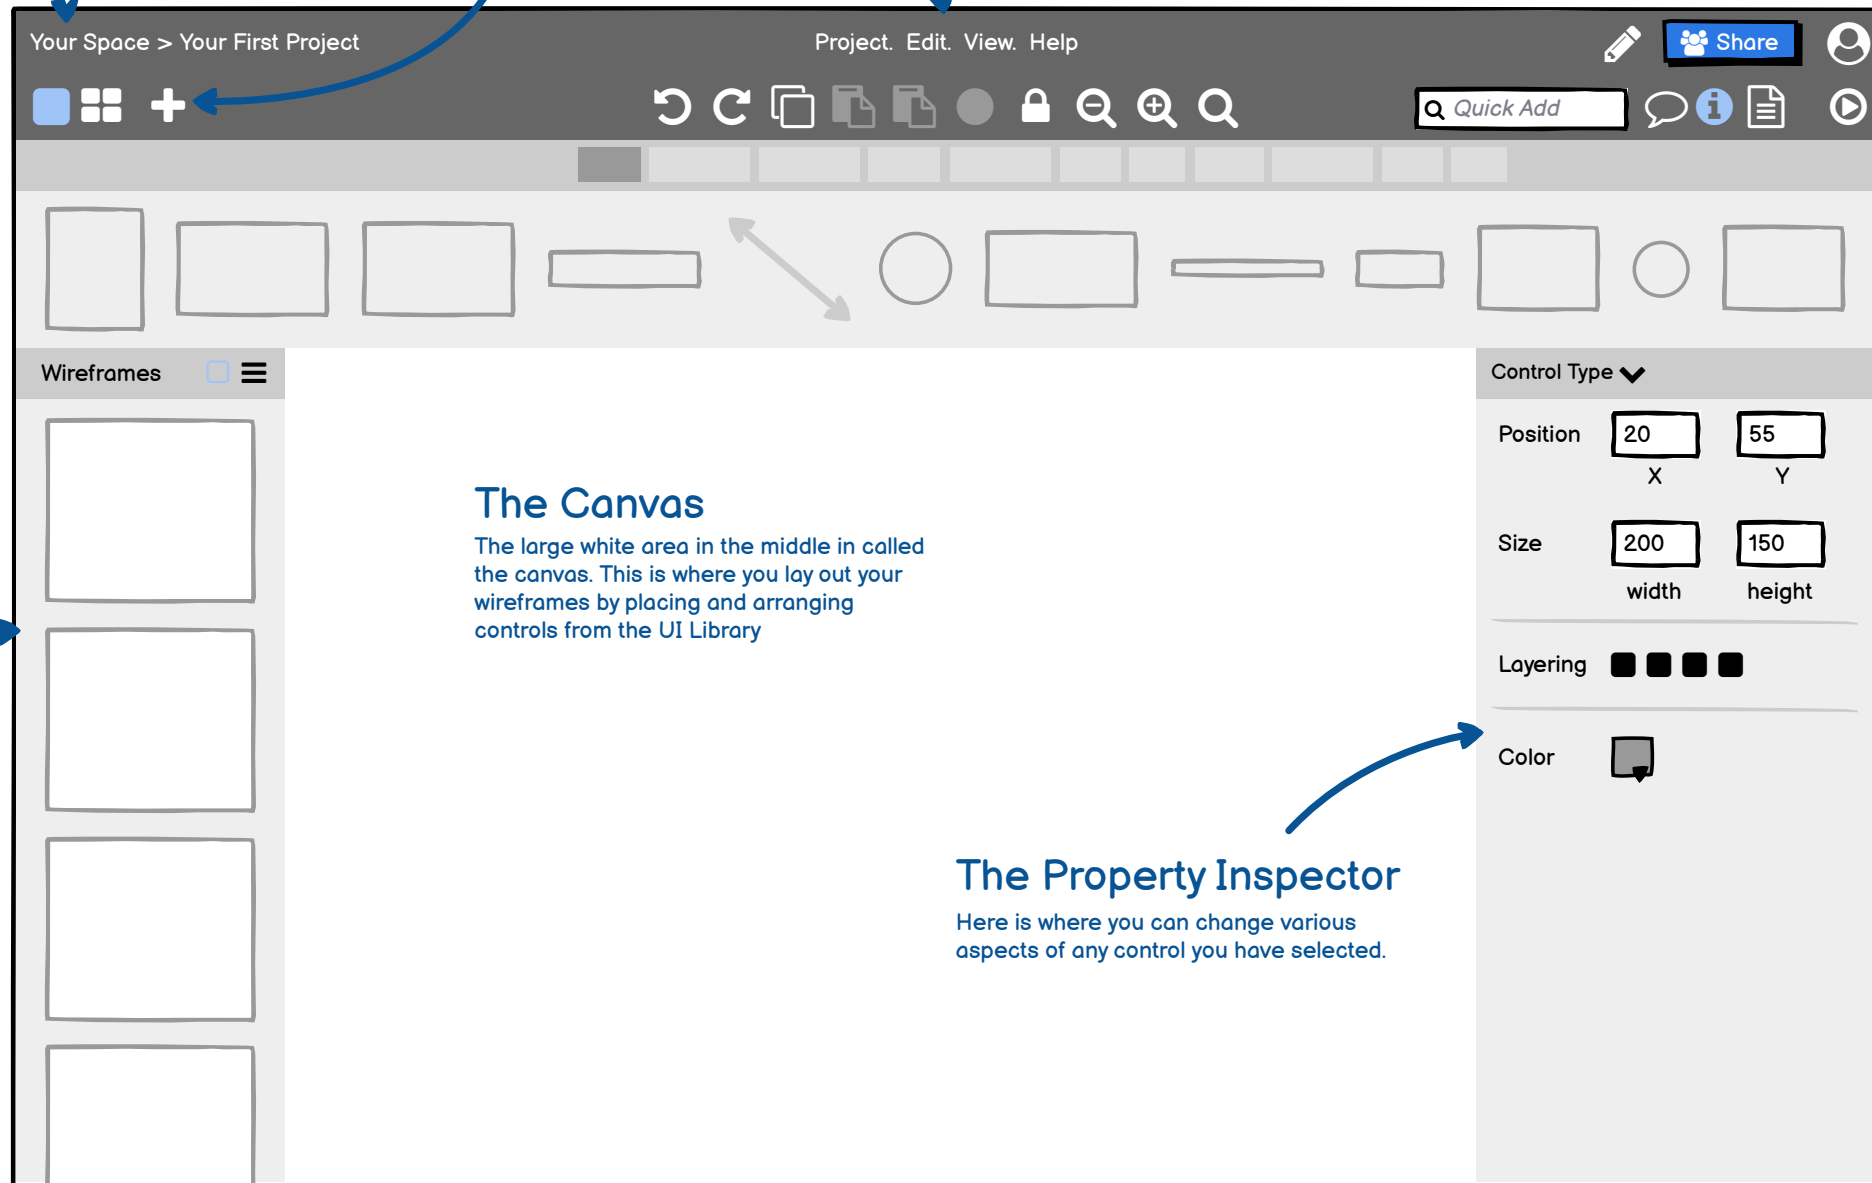 Your Space > Your First Project
Project. Edit. View. Help
Share
Quick Add
Wireframes
Control Type
Position 20 55
X Y
Size 200 150
width height
Layering
Color
The Canvas
The large white area in the middle in called
the canvas. This is where you lay out your
wireframes by placing and arranging
controls from the UI Library
The Property Inspector
Here is where you can change various
aspects of any control you have selected.